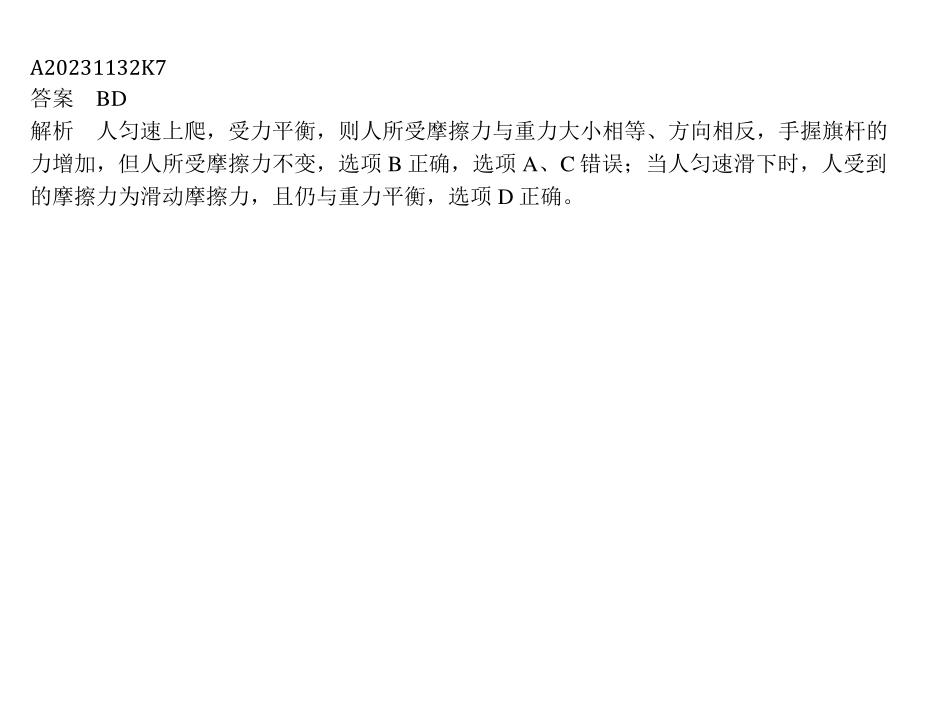 A20231132K7
答案　BD
解析　人匀速上爬，受力平衡，则人所受摩擦力与重力大小相等、方向相反，手握旗杆的
力增加，但人所受摩擦力不变，选项 B 正确，选项 A、C 错误；当人匀速滑下时，人受到
的摩擦力为滑动摩擦力，且仍与重力平衡，选项 D 正确。